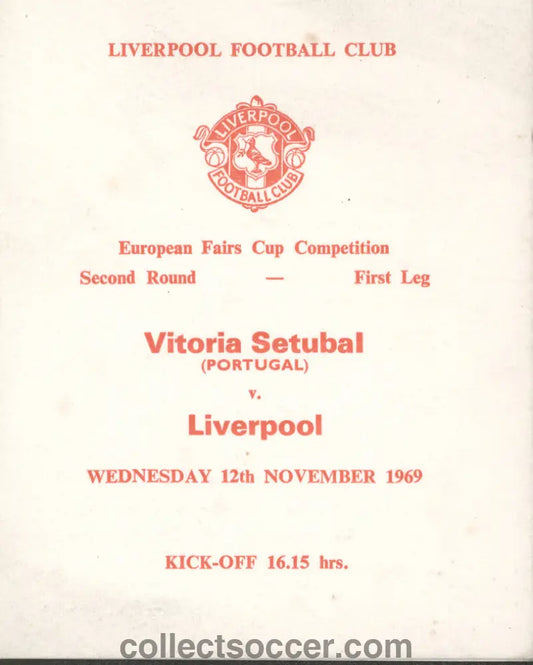 LIVERPOOL FOOTBALL CLUB
LIVERPOOL
FOOTBALL CLUB
European Fairs Cup Competition
Second Round — First Leg
Vitoria Setubal
(PORTUGAL)
v.
Liverpool
WEDNESDAY 12th NOVEMBER 1969
KICK-OFF 16.15 hrs.
collectsoccer.com